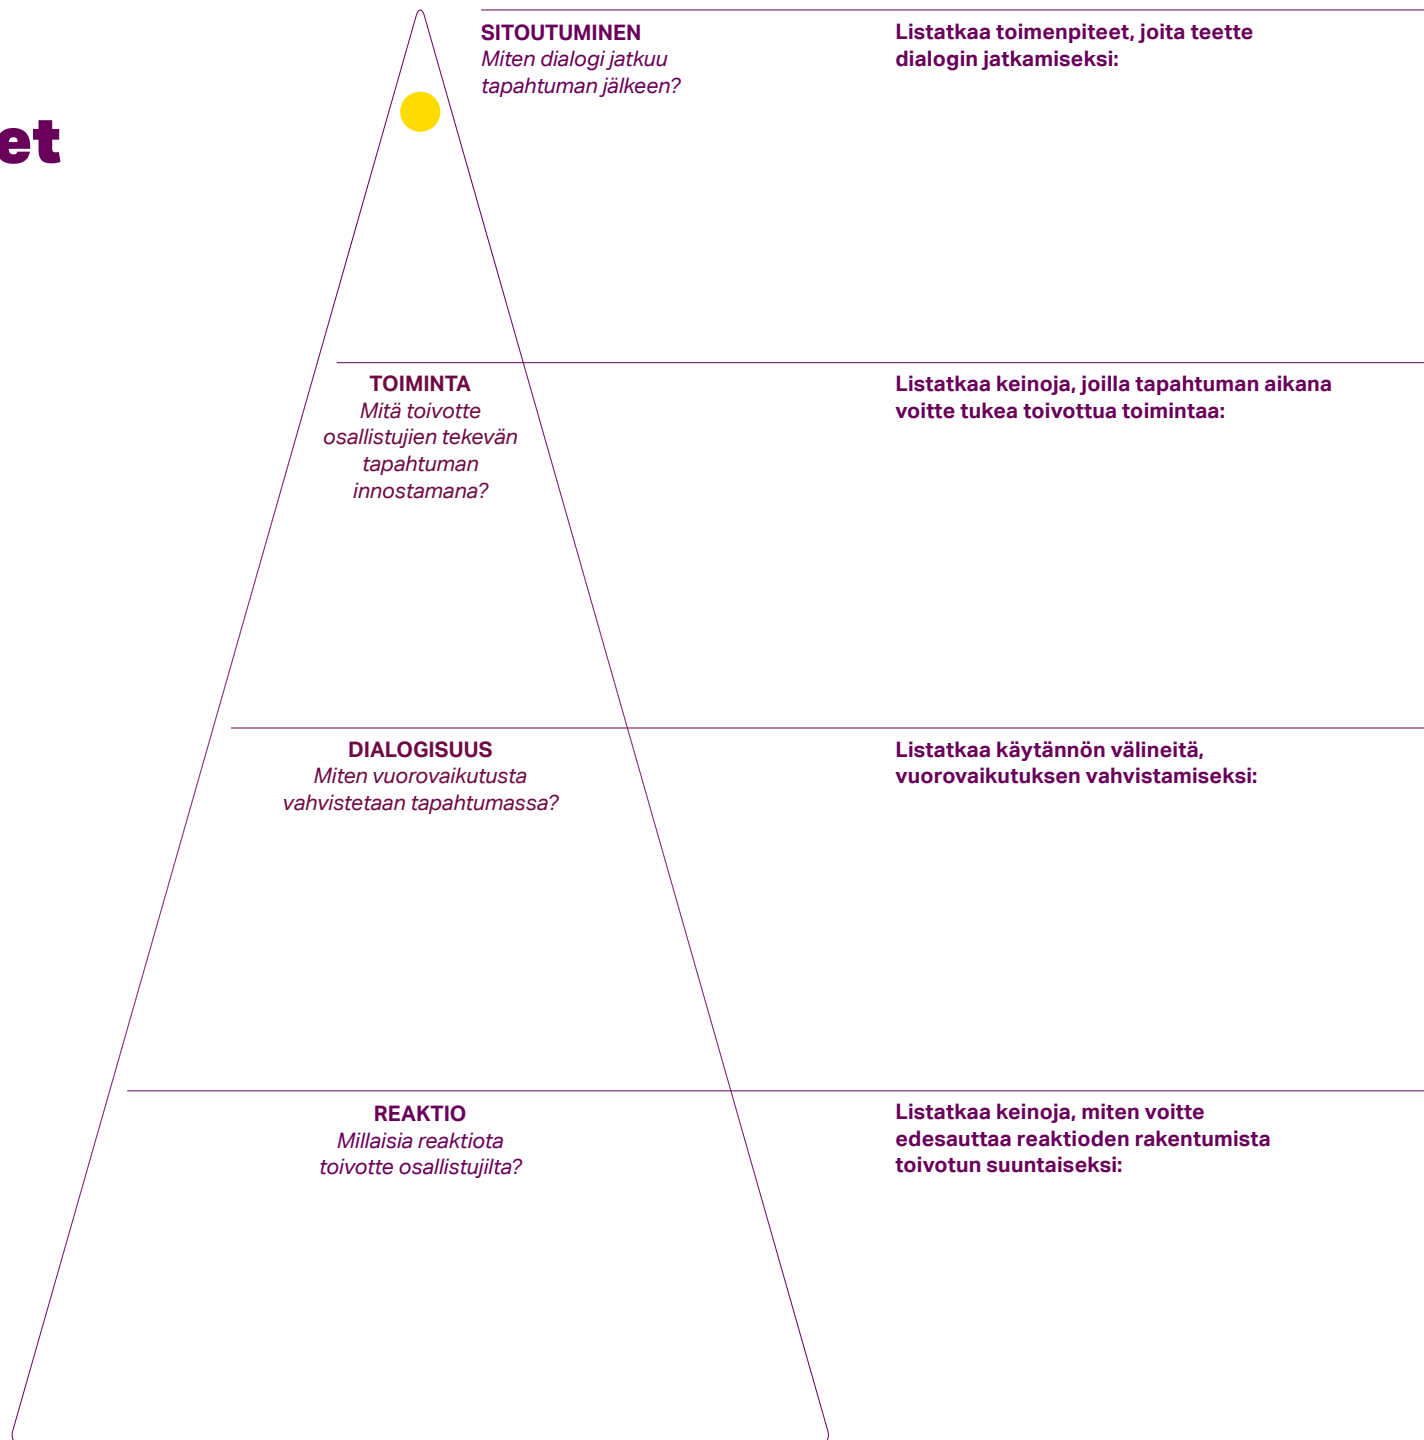 et
SITOUTUMINEN
Miten dialogi jatkuu
tapahtuman jälkeen?
Listatkaa toimenpiteet, joita teette
dialogin jatkamiseksi:
TOIMINTA
Mitä toivotte
osallistujien tekevän
tapahtuman
innostamana?
Listatkaa keinoja, joilla tapahtuman aikana
voitte tukea toivottua toimintaa:
DIALOGISUUS
Miten vuorovaikutusta
vahvistetaan tapahtumassa?
Listatkaa käytännön välineitä,
vuorovaikutuksen vahvistamiseksi:
REAKTIO
Millaisia reaktiota
toivotte osallistujilta?
Listatkaa keinoja, miten voitte
edesauttaa reaktioden rakentumista
toivotun suuntaiseksi: